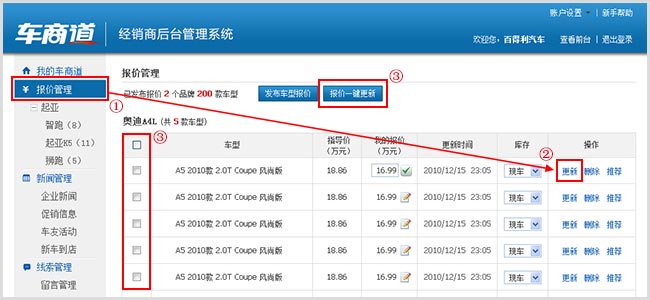 账户设置 | 新手帮助
车商道 | 经销商后台管理系统
欢迎您，百得利汽车 查看前台 | 退出登录
我的车商道
¥ 报价管理
①
起亚
智跑（8）
起亚K5（11）
狮跑（5）
新闻管理
企业新闻
促销信息
车友活动
新车到店
线索管理
留言管理
报价管理
已发布报价 2 个品牌 200 款车型 发布车型报价 报价一键更新 ③
奥迪A4L（共 5 款车型）
③
车型 指导价（万元） 我的报价（万元） 更新时间 库存 操作
②
A5 2010款 2.0T Coupe 风尚版 18.86 16.99 2010/12/15 23:05 现车 更新 删除 推荐
A5 2010款 2.0T Coupe 风尚版 18.86 16.99 2010/12/15 23:05 现车 更新 删除 推荐
A5 2010款 2.0T Coupe 风尚版 18.86 16.99 2010/12/15 23:05 现车 更新 删除 推荐
A5 2010款 2.0T Coupe 风尚版 18.86 16.99 2010/12/15 23:05 现车 更新 删除 推荐
A5 2010款 2.0T Coupe 风尚版 18.86 16.99 2010/12/15 23:05 现车 更新 删除 推荐